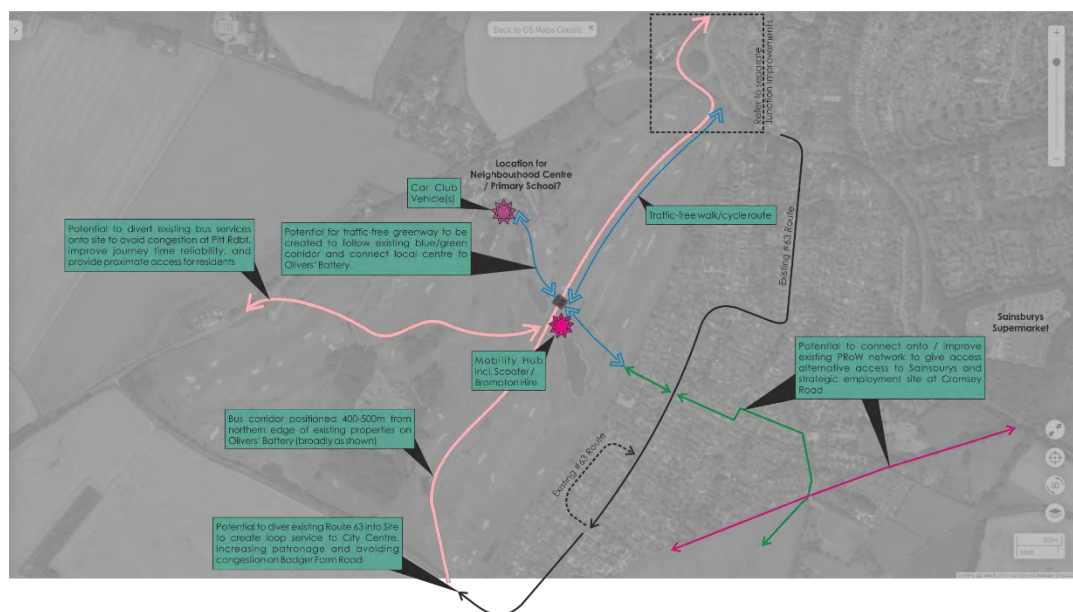 Back to OS Maps Classic
Refer to separate
Junction improvements
Location for
Neighbourhood Centre
/ Primary School?
Car Club
Vehicle(s)
Potential to divert existing bus services
onto site to avoid congestion at Pitt Rdbt,
improve journey time reliability, and
provide proximate access for residents
Potential for traffic-free greenway to be
created to follow existing blue/green
corridor and connect local centre to
Olivers' Battery.
Traffic-free walk/cycle route
Existing #63 Route
Sainsburys
Supermarket
Mobility Hub
incl. Scooter /
Brompton Hire
Potential to connect onto / improve
existing PRoW network to give access
alternative access to Sainsburys and
strategic employment site at Cromsey
Road
Bus corridor positioned 400-500m from
northern edge of existing properties on
Olivers' Battery (broadly as shown)
Existing #63 Route
Potential to diver existing Route 63 into Site
to create loop service to City Centre,
increasing patronage and avoiding
congestion on Badger Farm Road
3D